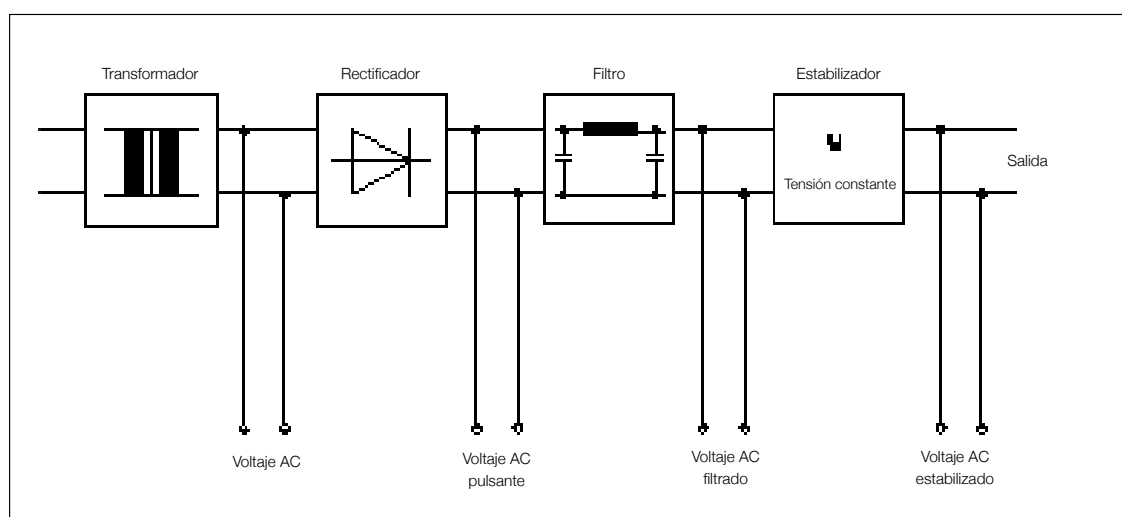 Transformador
Rectificador
Filtro
Estabilizador
Tensión constante
Salida
Voltaje AC
Voltaje AC
pulsante
Voltaje AC
filtrado
Voltaje AC
estabilizado